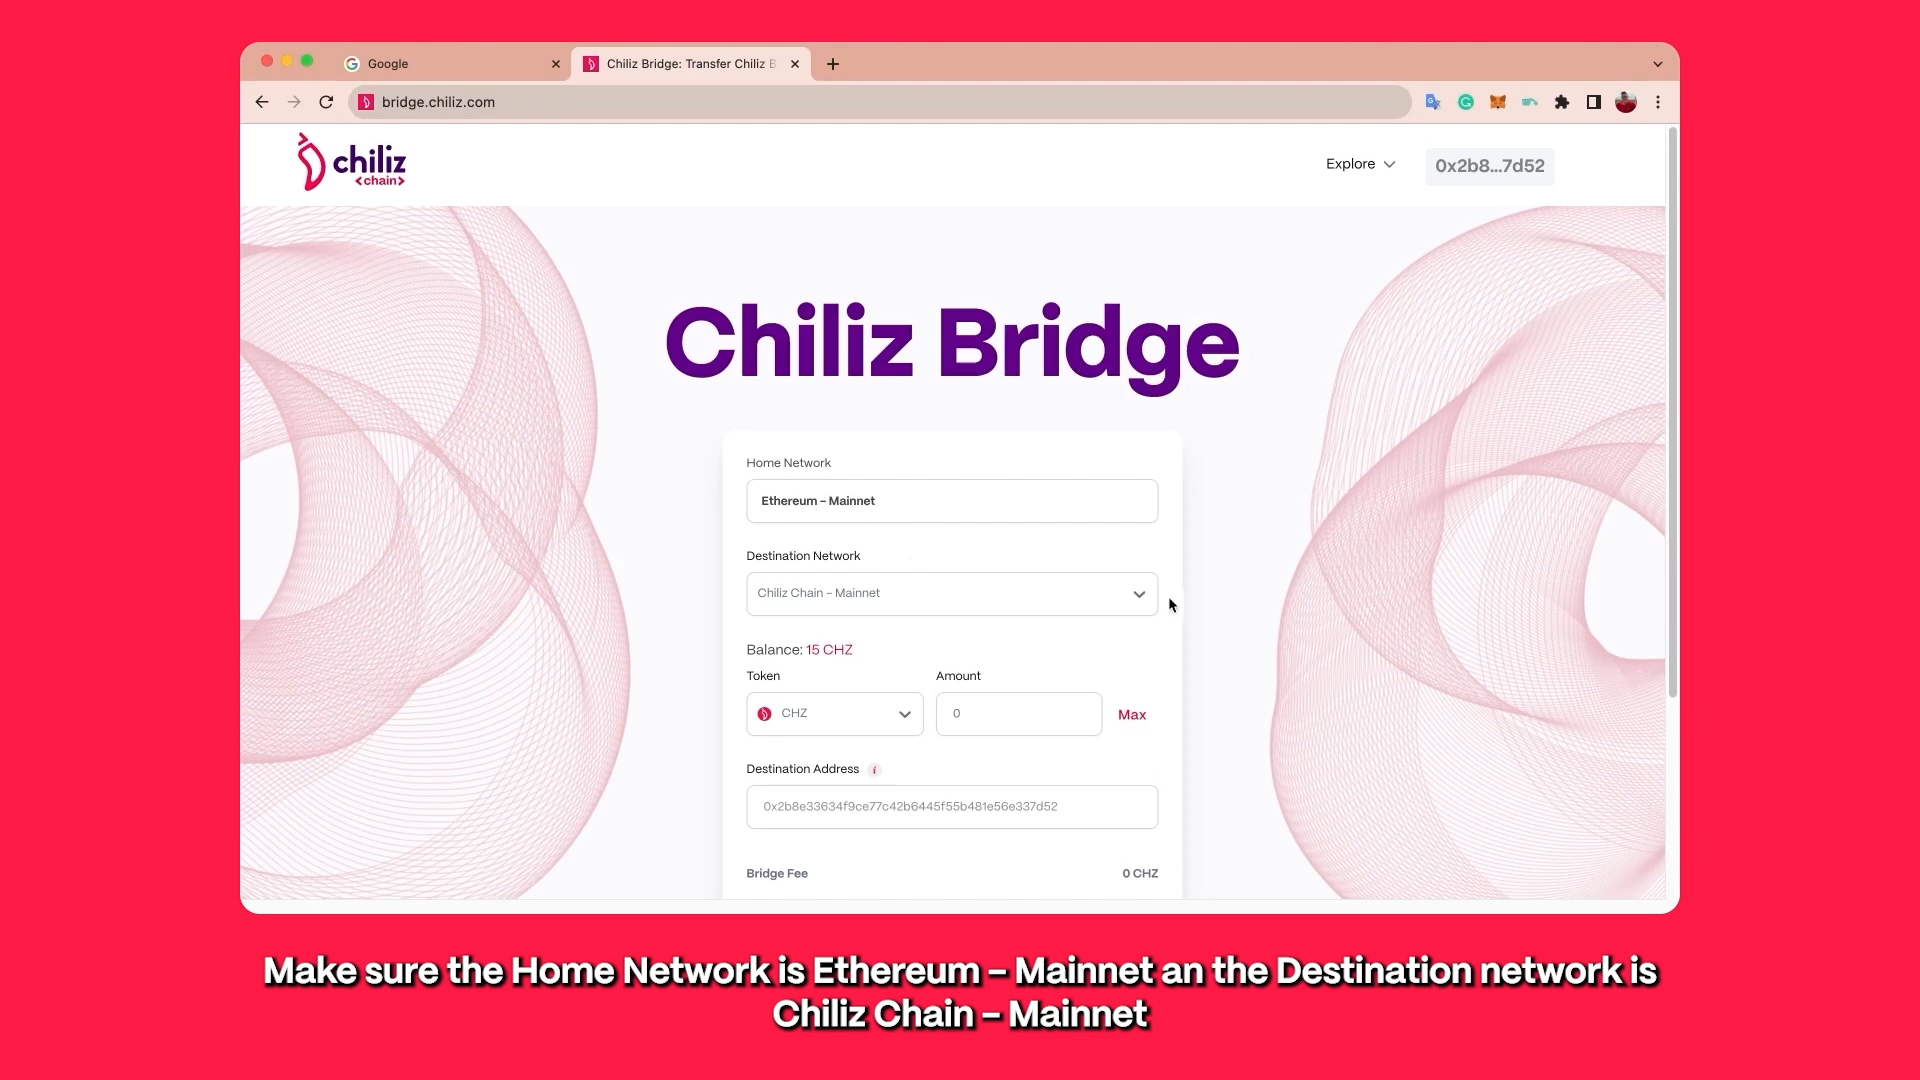 Google
Chiliz Bridge: Transfer Chiliz B
bridge.chiliz.com
chiliz
<chain>
Explore
0x2b8...7d52
Chiliz Bridge
Home Network
Ethereum – Mainnet
Destination Network
Chiliz Chain – Mainnet
Balance: 15 CHZ
Token
Amount
CHZ
0
Max
Destination Address
0x2b8e33634f9ce77c42b6445f55b481e56e337d52
Bridge Fee
0 CHZ
Make sure the Home Network is Ethereum – Mainnet an the Destination network is
Chiliz Chain – Mainnet